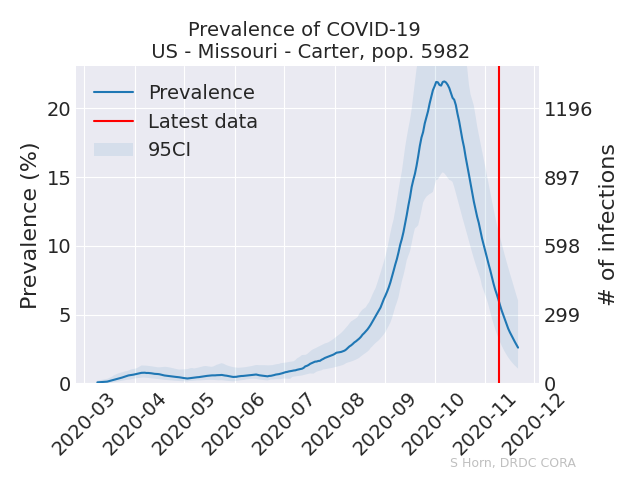 Prevalence of COVID-19
US - Missouri - Carter, pop. 5982
Prevalence
Latest data
95CI
Prevalence (%)
20
15
10
5
0
1196
897
598
299
0
# of infections
2020-03
2020-04
2020-05
2020-06
2020-07
2020-08
2020-09
2020-10
2020-11
2020-12
S Horn, DRDC CORA